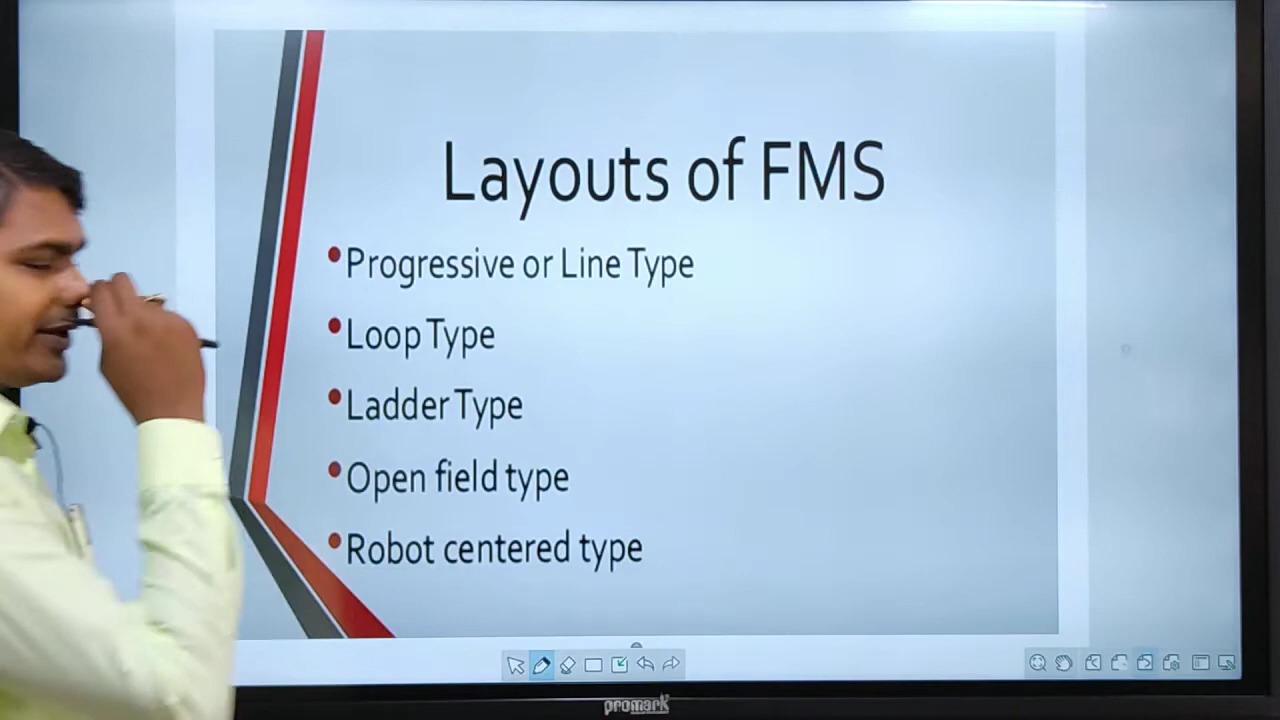 Layouts of FMS
•Progressive or Line Type
•Loop Type
•Ladder Type
•Open field type
•Robot centered type
promark